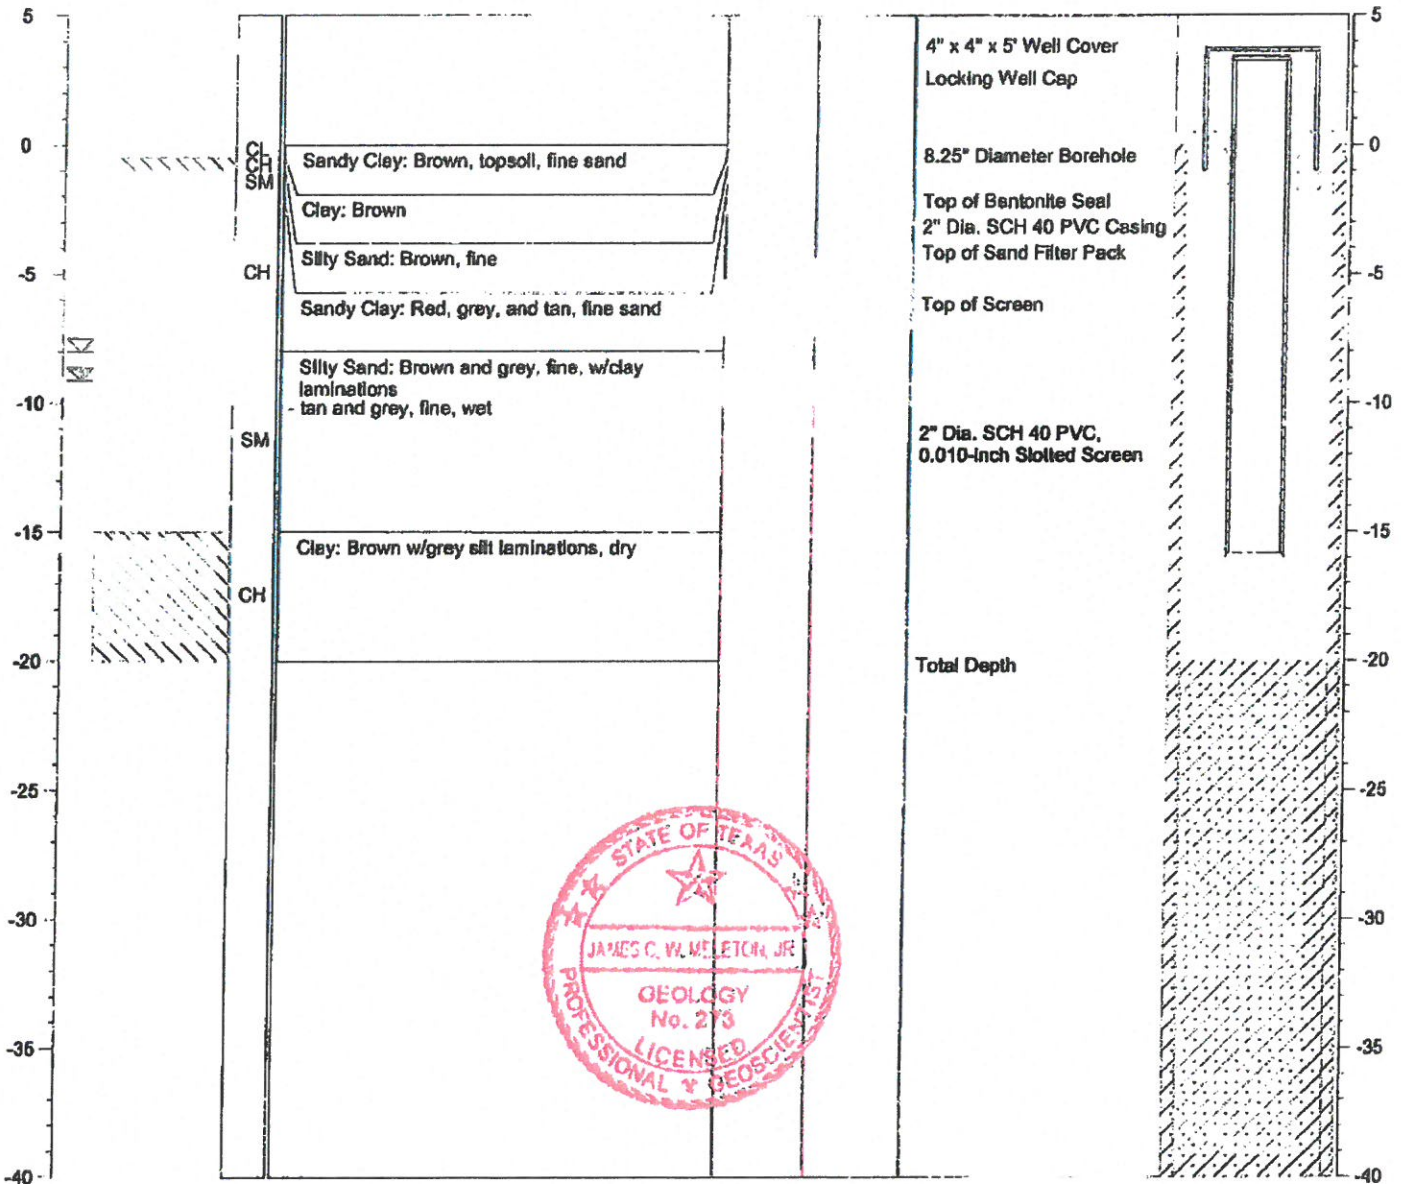 5
0
-5
-10
-15
-20
-25
-30
-35
-40
CL
CH
SM
CH
SM
CH
Sandy Clay: Brown, topsoil, fine sand
Clay: Brown
Silty Sand: Brown, fine
Sandy Clay: Red, grey, and tan, fine sand
Silty Sand: Brown and grey, fine, w/clay
laminations
- tan and grey, fine, wet
Clay: Brown w/grey silt laminations, dry
4" x 4" x 5' Well Cover
Locking Well Cap
8.25" Diameter Borehole
Top of Bentonite Seal
2" Dia. SCH 40 PVC Casing
Top of Sand Filter Pack
Top of Screen
2" Dia. SCH 40 PVC,
0.010-inch Slotted Screen
Total Depth
5
0
-5
-10
-15
-20
-25
-30
-35
-40
STATE OF TEXAS
JAMES C. W. MELETON, JR
GEOLOGY
No.
LICENSED
PROFESSIONAL GEOSCIENTIST